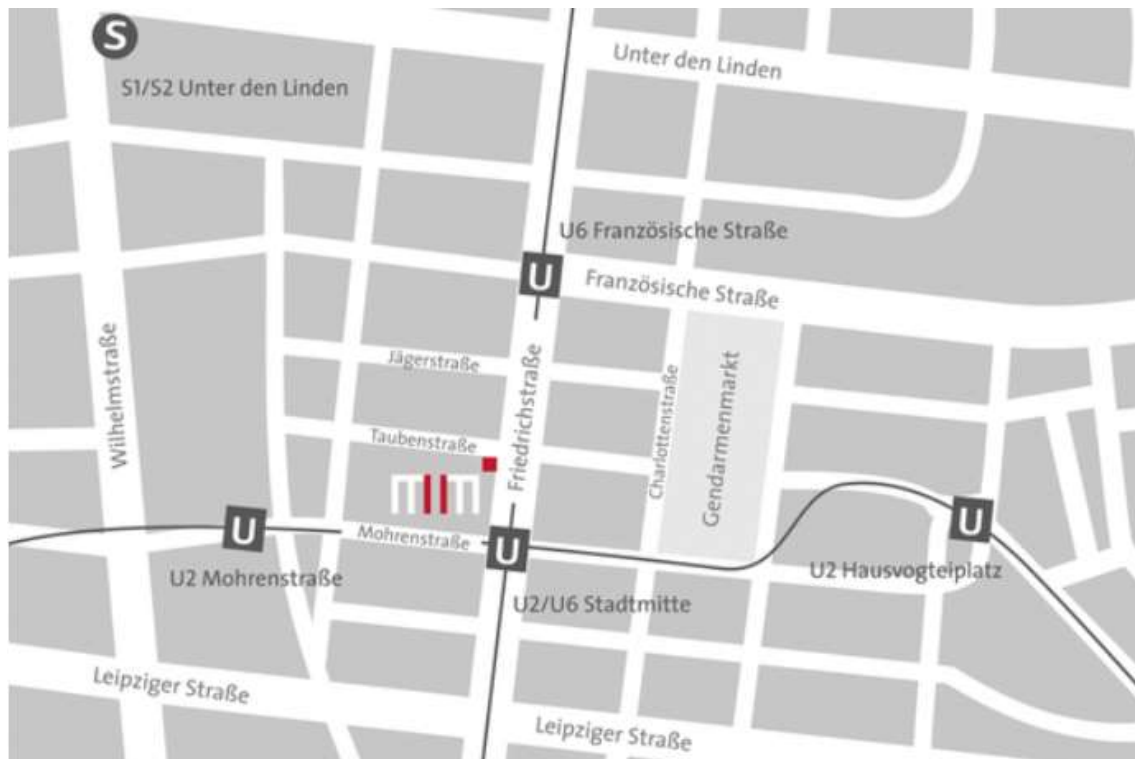 S
S1/S2 Unter den Linden
Unter den Linden
U6 Französische Straße
U
Französische Straße
Wilhelmstraße
Jägerstraße
Friedrichstraße
Charlottenstraße
Gendarmenmarkt
Taubenstraße
U
Mohrenstraße
U
U
U2 Mohrenstraße
U2/U6 Stadtmitte
U2 Hausvogteiplatz
Leipziger Straße
Leipziger Straße